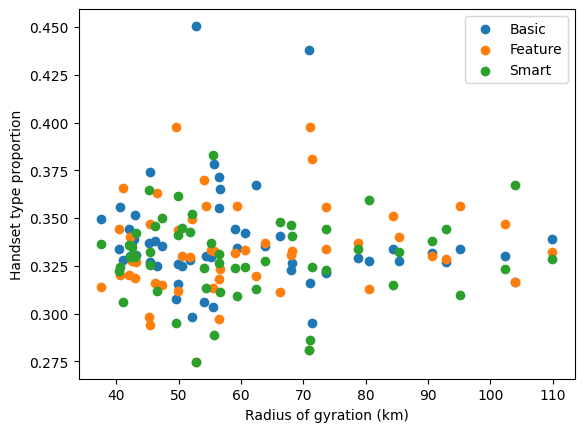 0.450
0.425
0.400
0.375
0.350
0.325
0.300
0.275
Handset type proportion
Basic
Feature
Smart
40 50 60 70 80 90 100 110
Radius of gyration (km)